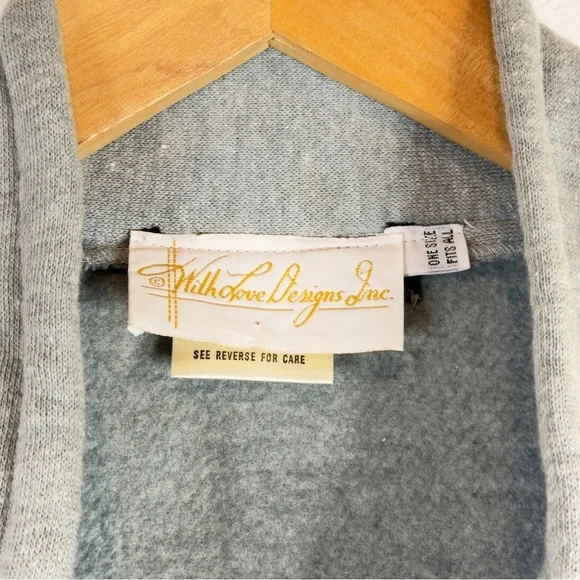 © With Love Designs Inc.
ONE SIZE
FITS ALL
SEE REVERSE FOR CARE